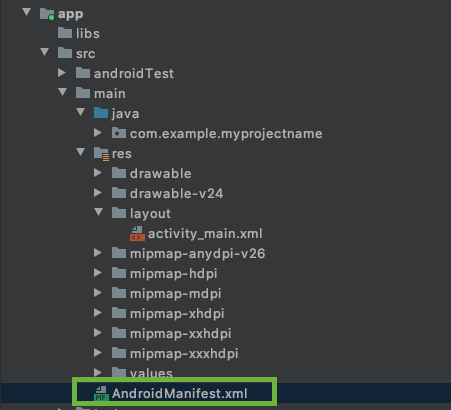 app
libs
src
androidTest
main
java
com.example.myprojectname
res
drawable
drawable-v24
layout
activity_main.xml
mipmap-anydpi-v26
mipmap-hdpi
mipmap-mdpi
mipmap-xhdpi
mipmap-xxhdpi
mipmap-xxxhdpi
values
AndroidManifest.xml